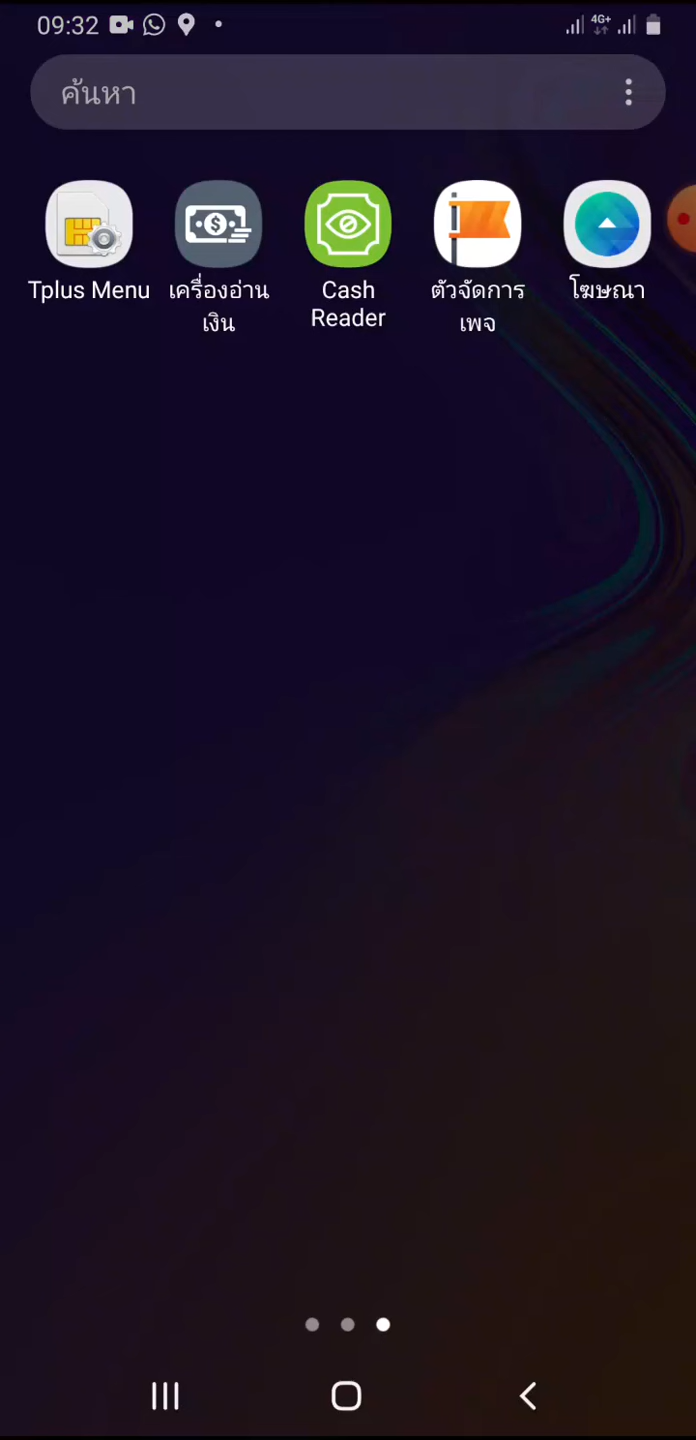 09:32
4G+
ค้นหา
Tplus Menu
เครื่องอ่าน
เงิน
Cash
Reader
ตัวจัดการ
เพจ
โฆษณา